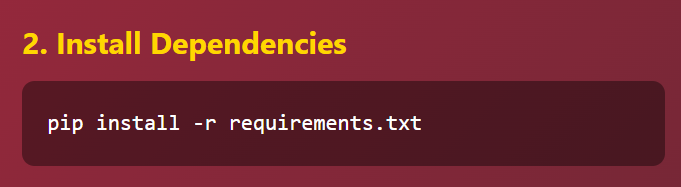 2. Install Dependencies
pip install -r requirements.txt